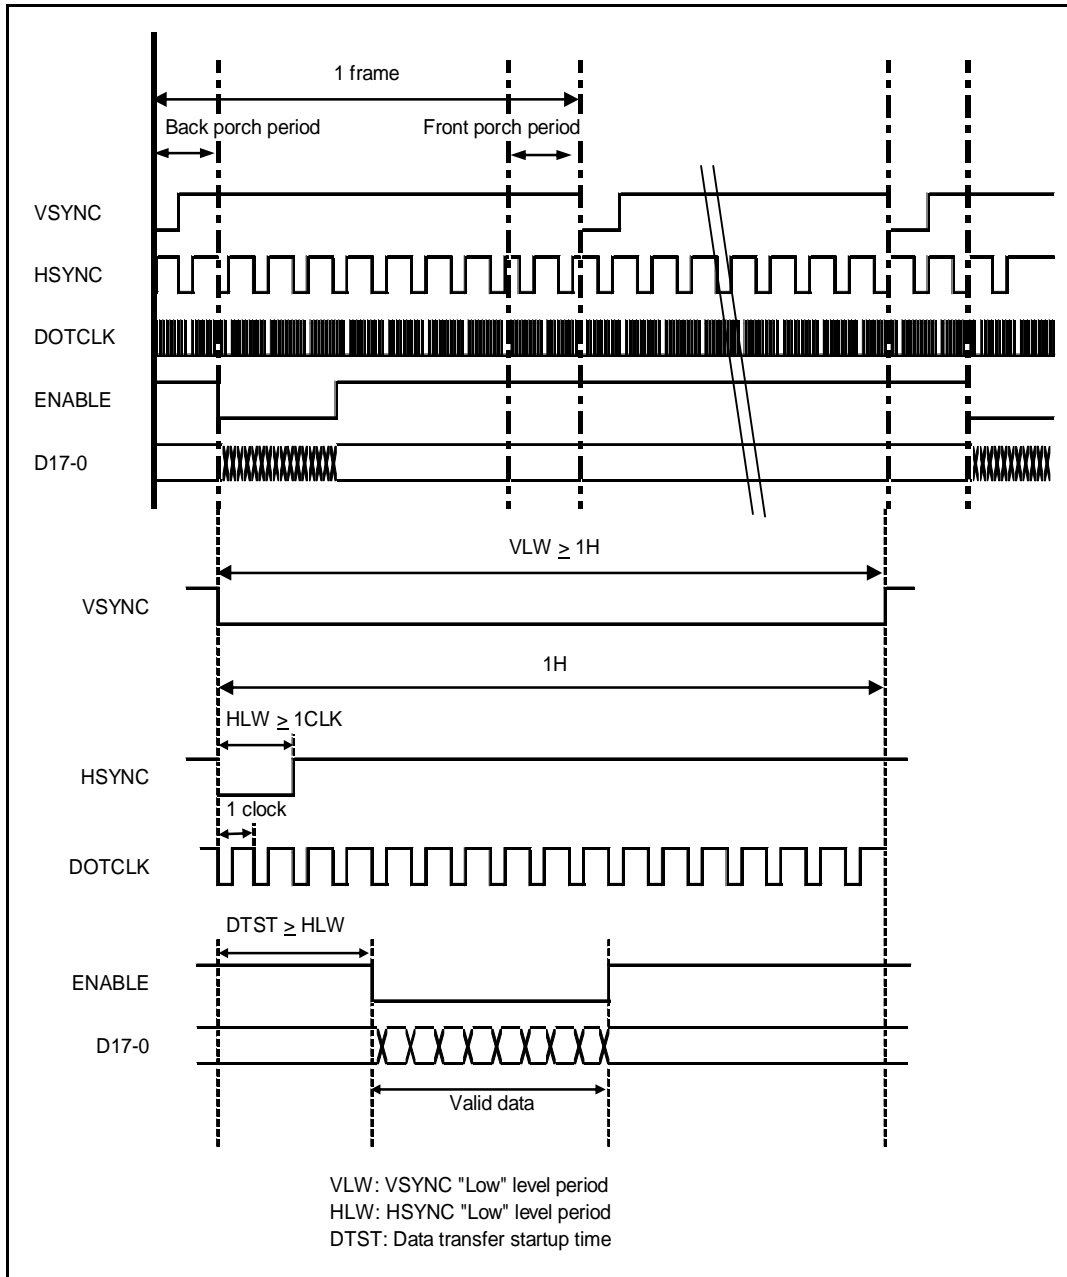 1 frame
Back porch period
Front porch period
VSYNC
HSYNC
DOTCLK
ENABLE
D17-0
VLW ≥ 1H
VSYNC
1H
HLW ≥ 1CLK
HSYNC
1 clock
DOTCLK
DTST ≥ HLW
ENABLE
D17-0
Valid data
VLW: VSYNC "Low" level period
HLW: HSYNC "Low" level period
DTST: Data transfer startup time